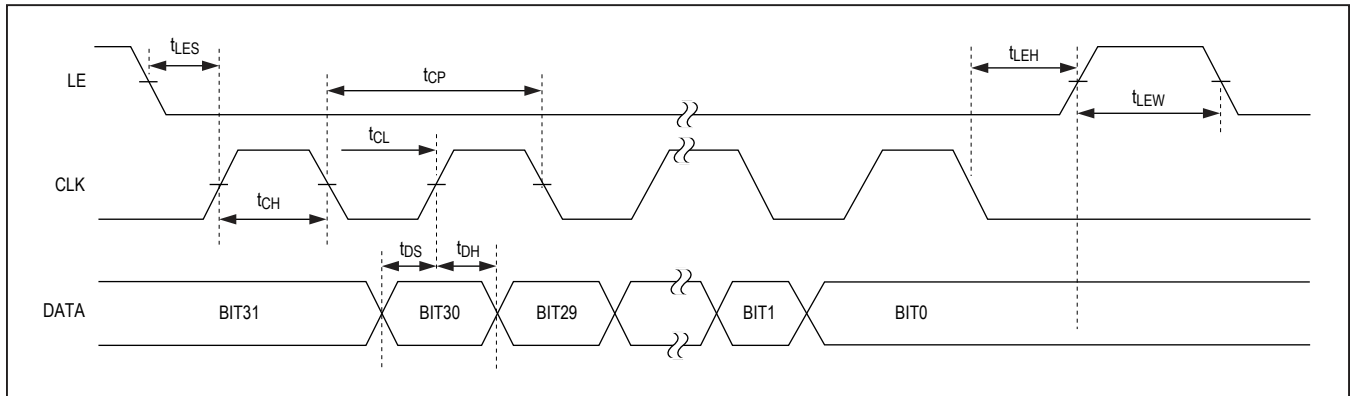 tLES
LE
tCP
tLEH
tLEW
tCL
CLK
tCH
tDS tDH
DATA BIT31 BIT30 BIT29 BIT1 BIT0